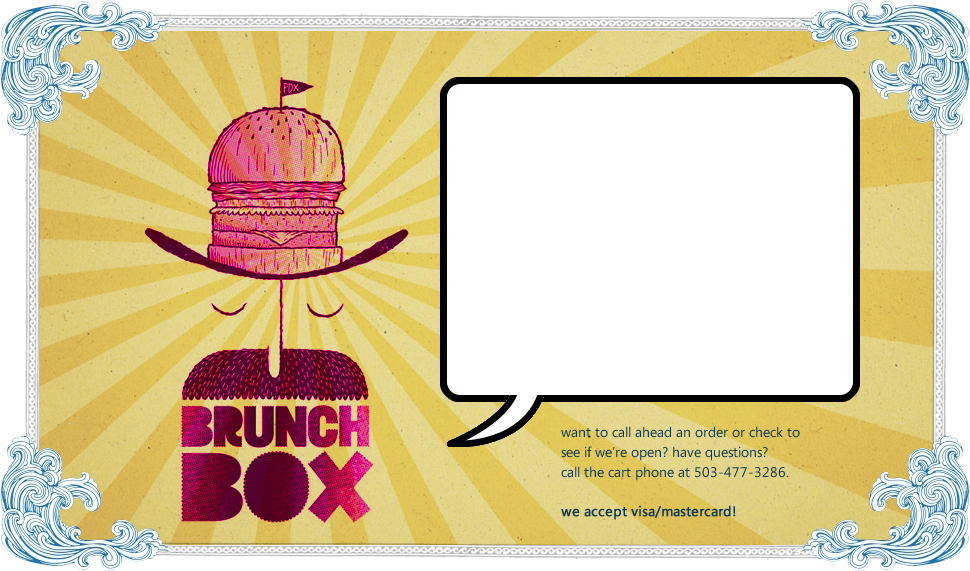 PDX
BRUNCH
BOX
want to call ahead an order or check to
see if we're open? have questions?
call the cart phone at 503-477-3286.
we accept visa/mastercard!